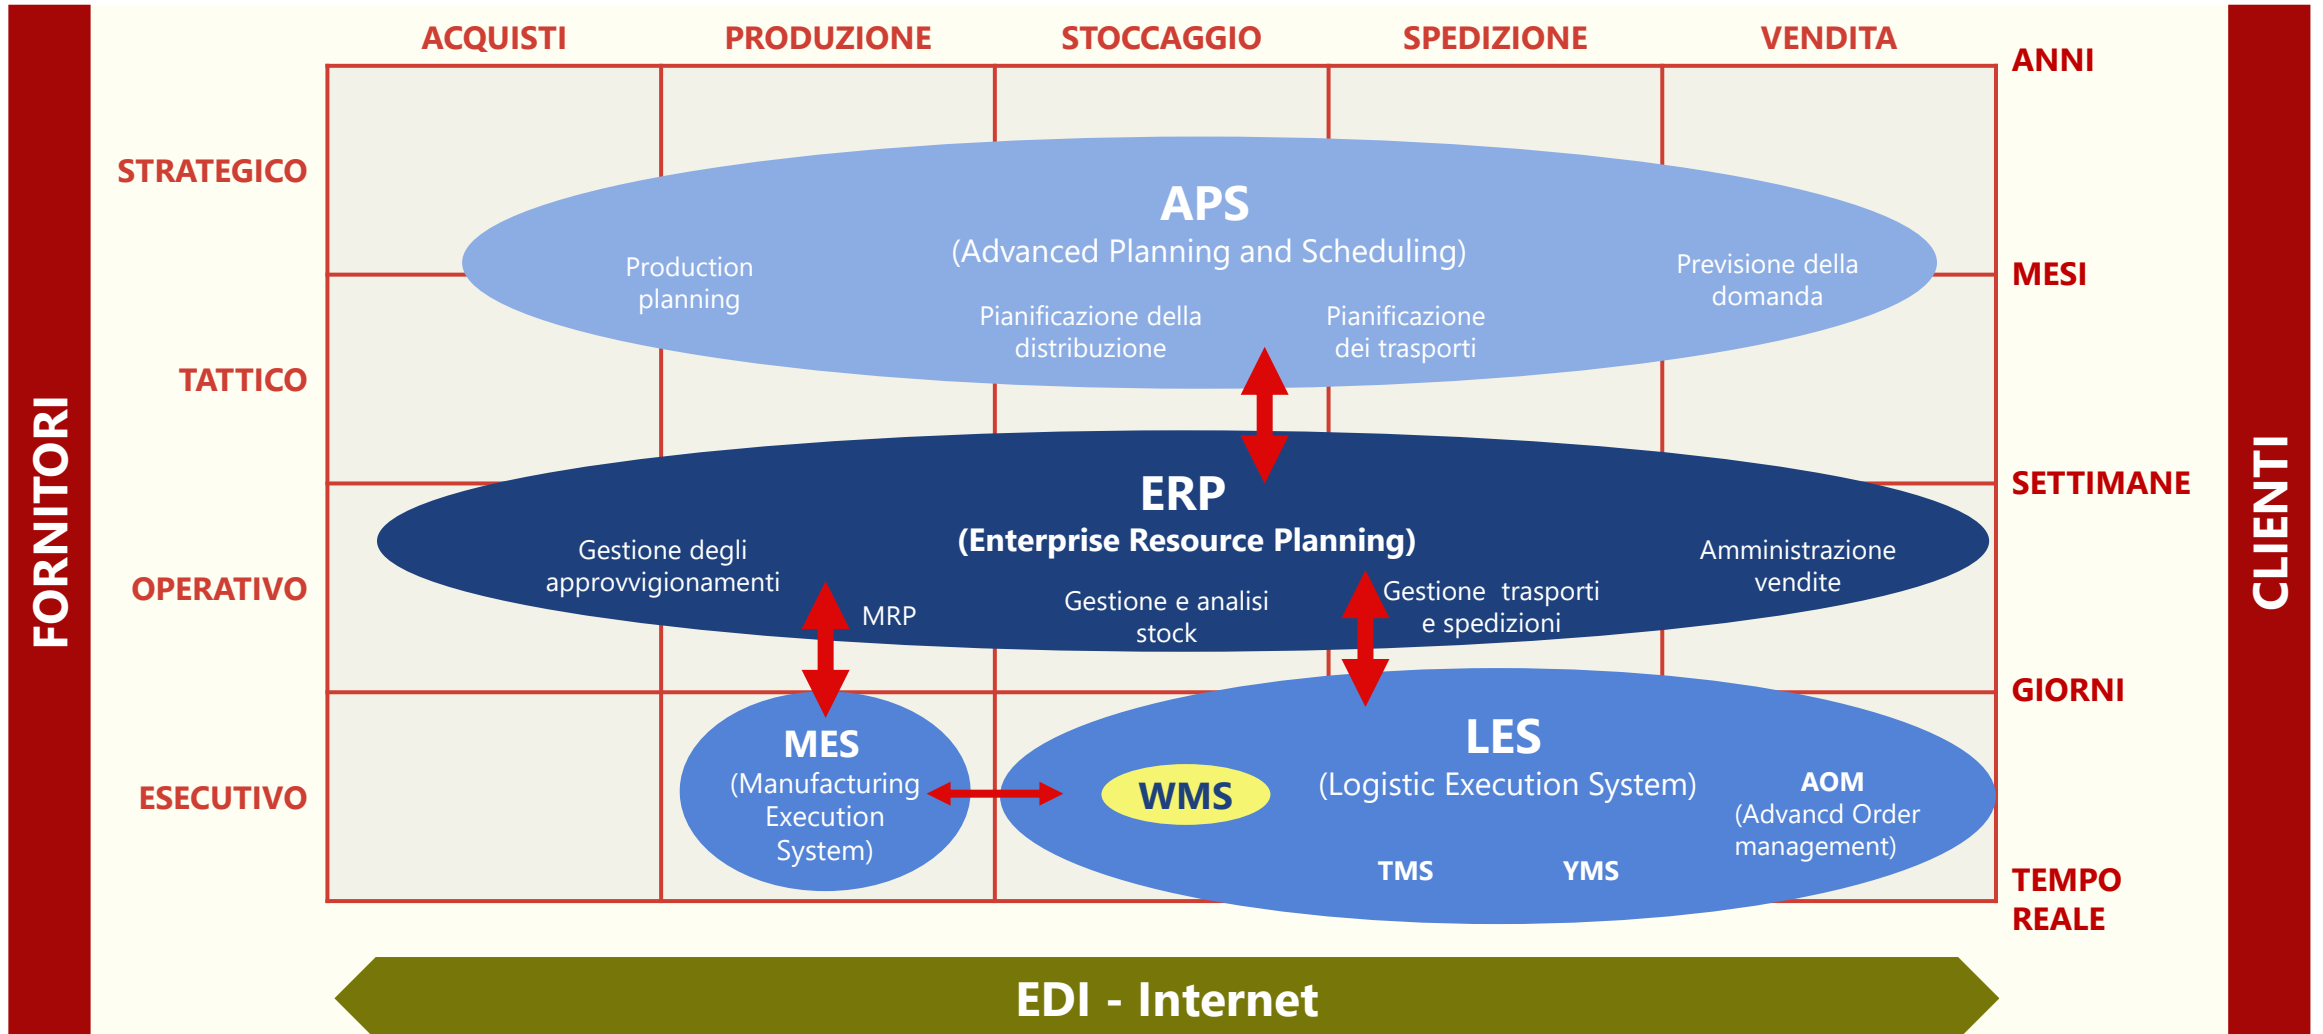 ACQUISTI
PRODUZIONE
STOCCAGGIO
SPEDIZIONE
VENDITA
ANNI
STRATEGICO
APS
(Advanced Planning and Scheduling)
Production
planning
Pianificazione della
distribuzione
Pianificazione
dei trasporti
Previsione della
domanda
MESI
TATTICO
SETTIMANE
ERP
(Enterprise Resource Planning)
Gestione degli
approvvigionamenti
MRP
Gestione e analisi
stock
Gestione trasporti
e spedizioni
Amministrazione
vendite
OPERATIVO
GIORNI
MES
(Manufacturing
Execution
System)
WMS
LES
(Logistic Execution System)
AOM
(Advancd Order
management)
TMS
YMS
ESECUTIVO
TEMPO
REALE
FORNITORI
CLIENTI
EDI - Internet